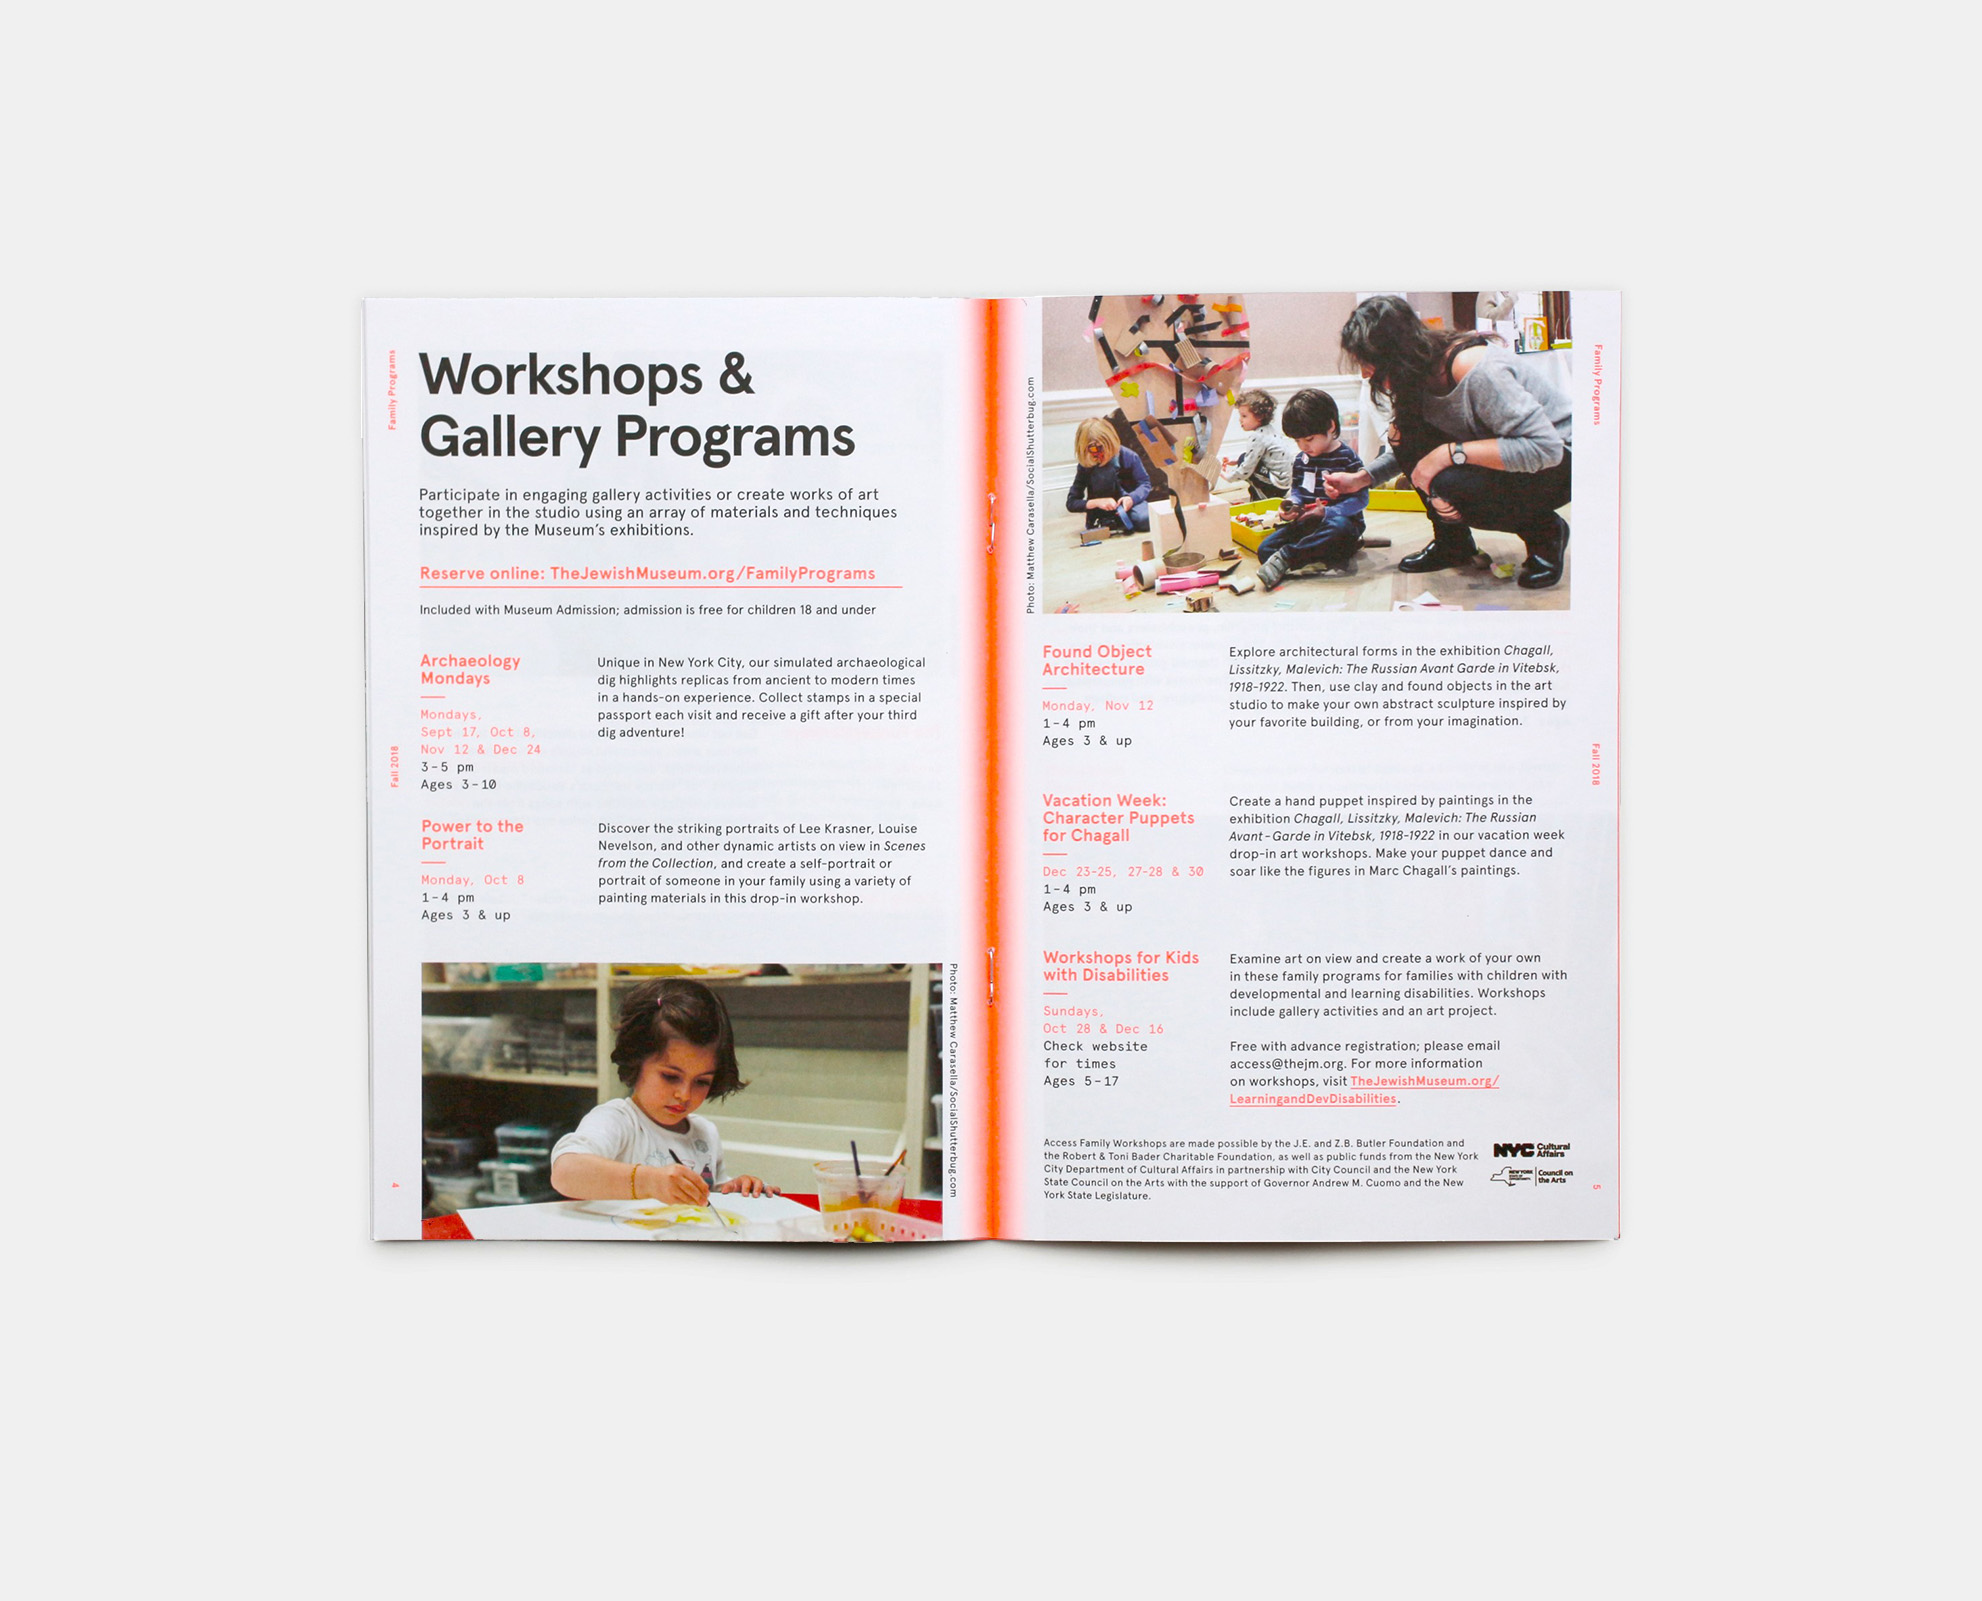 Family Programs
Workshops &
Gallery Programs
Participate in engaging gallery activities or create works of art
together in the studio using an array of materials and techniques
inspired by the Museum's exhibitions.
Reserve online: TheJewishMuseum.org/FamilyPrograms
Included with Museum Admission; admission is free for children 18 and under
Archaeology
Mondays
Mondays,
Sept 17, Oct 8,
Nov 12 & Dec 24
3–5 pm
Ages 3–10
Unique in New York City, our simulated archaeological
dig highlights replicas from ancient to modern times
in a hands-on experience. Collect stamps in a special
passport each visit and receive a gift after your third
dig adventure!
Fall 2018
Power to the
Portrait
Monday, Oct 8
1–4 pm
Ages 3 & up
Discover the striking portraits of Lee Krasner, Louise
Nevelson, and other dynamic artists on view in Scenes
from the Collection, and create a self-portrait or
portrait of someone in your family using a variety of
painting materials in this drop-in workshop.
Photo: Matthew Carasella/SocialShutterbug.com
4
Photo: Matthew Carasella/SocialShutterbug.com
Family Programs
Found Object
Architecture
Monday, Nov 12
1–4 pm
Ages 3 & up
Explore architectural forms in the exhibition Chagall,
Lissitzky, Malevich: The Russian Avant Garde in Vitebsk,
1918-1922. Then, use clay and found objects in the art
studio to make your own abstract sculpture inspired by
your favorite building, or from your imagination.
Fall 2018
Vacation Week:
Character Puppets
for Chagall
Dec 23-25, 27-28 & 30
1–4 pm
Ages 3 & up
Create a hand puppet inspired by paintings in the
exhibition Chagall, Lissitzky, Malevich: The Russian
Avant-Garde in Vitebsk, 1918-1922 in our vacation week
drop-in art workshops. Make your puppet dance and
soar like the figures in Marc Chagall's paintings.
Workshops for Kids
with Disabilities
Sundays,
Oct 28 & Dec 16
Check website
for times
Ages 5–17
Examine art on view and create a work of your own
in these family programs for families with children with
developmental and learning disabilities. Workshops
include gallery activities and an art project.
Free with advance registration; please email
access@thejm.org. For more information
on workshops, visit TheJewishMuseum.org/
LearningandDevDisabilities.
Access Family Workshops are made possible by the J.E. and Z.B. Butler Foundation and
the Robert & Toni Bader Charitable Foundation, as well as public funds from the New York
City Department of Cultural Affairs in partnership with City Council and the New York
State Council on the Arts with the support of Governor Andrew M. Cuomo and the New
York State Legislature.
NYC Cultural
Affairs
NEW YORK
Council on
the Arts
5